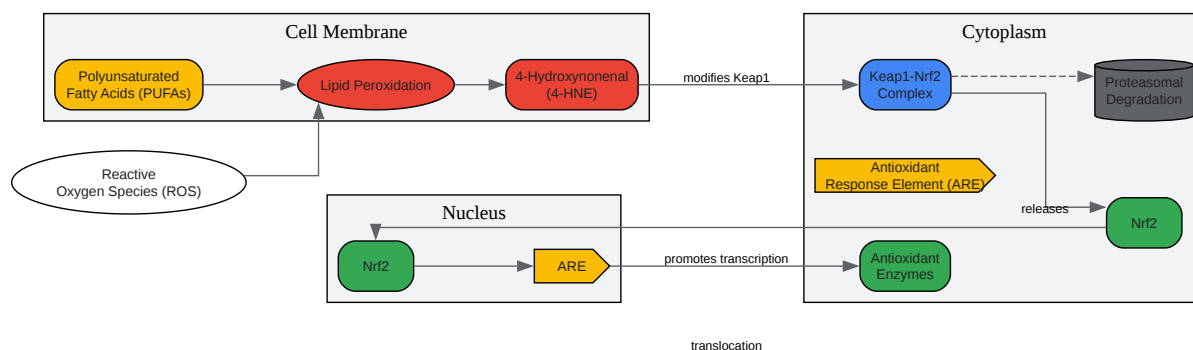 Cell Membrane
Polyunsaturated
Fatty Acids (PUFAs)
Lipid Peroxidation
4-Hydroxynonenal
(4-HNE)
modifies Keap1
Reactive
Oxygen Species (ROS)
Cytoplasm
Keap1-Nrf2
Complex
Proteasomal
Degradation
Antioxidant
Response Element (ARE)
releases
Nrf2
Nucleus
Nrf2
ARE
promotes transcription
Antioxidant
Enzymes
translocation